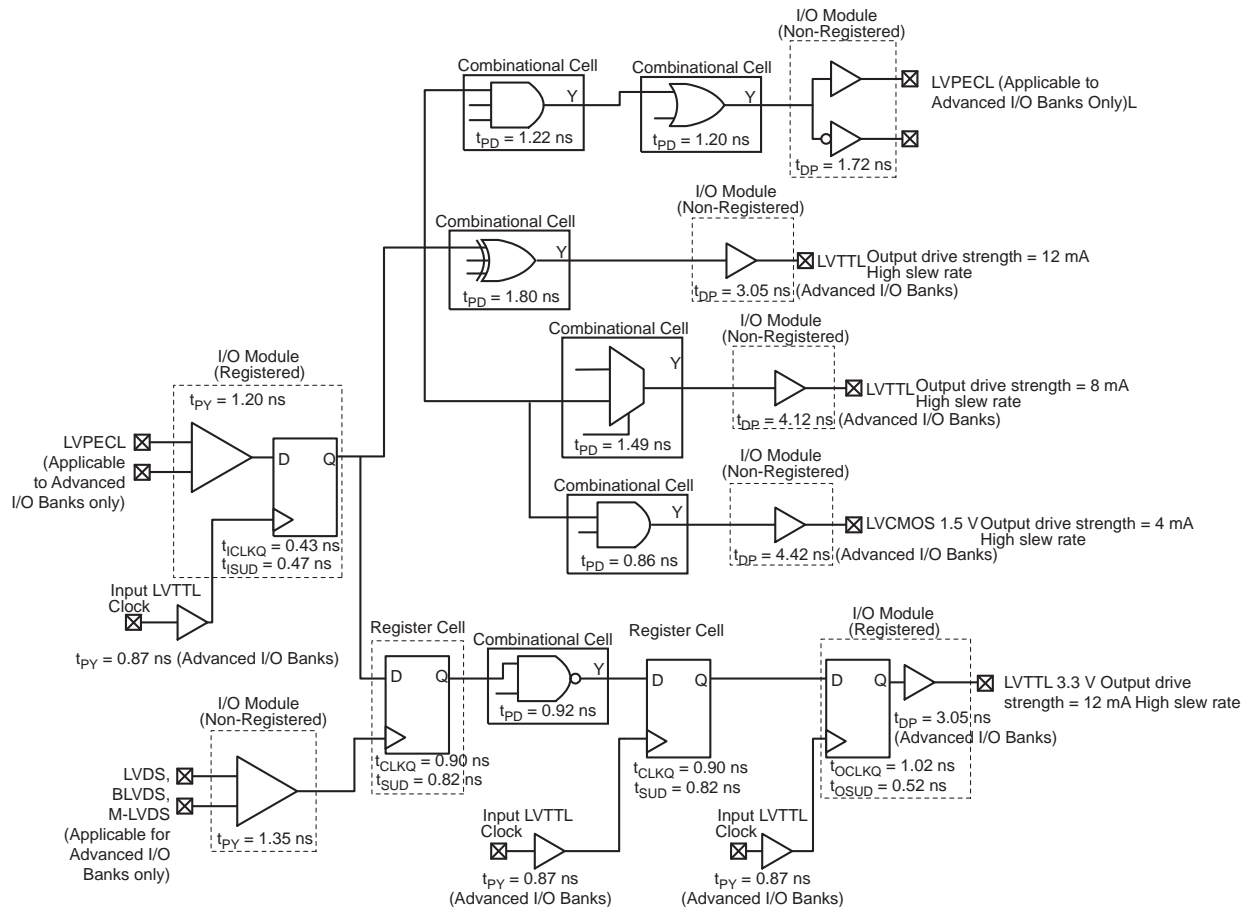 I/O Module
(Non-Registered)
Combinational Cell
Y
tPD = 1.22 ns
Combinational Cell
Y
tPD = 1.20 ns
tDP = 1.72 ns
LVPECL (Applicable to
Advanced I/O Banks Only)L
I/O Module
(Non-Registered)
Combinational Cell
Y
tPD = 1.80 ns
tDP = 3.05 ns (Advanced I/O Banks)
LVTTL Output drive strength = 12 mA
High slew rate
I/O Module
(Non-Registered)
Combinational Cell
Y
tPD = 1.49 ns
tDP = 4.12 ns (Advanced I/O Banks)
LVTTL Output drive strength = 8 mA
High slew rate
I/O Module
(Registered)
tPY = 1.20 ns
LVPECL
(Applicable
to Advanced
I/O Banks only)
D
Q
tICLKQ = 0.43 ns
tISUD = 0.47 ns
Input LVTTL
Clock
tPY = 0.87 ns (Advanced I/O Banks)
I/O Module
(Non-Registered)
Combinational Cell
Y
tPD = 0.86 ns
tDP = 4.42 ns (Advanced I/O Banks)
LVCMOS 1.5 V Output drive strength = 4 mA
High slew rate
I/O Module
(Non-Registered)
LVDS,
BLVDS,
M-LVDS
(Applicable for
Advanced I/O
Banks only)
tPY = 1.35 ns
Register Cell
D
Q
tCLKQ = 0.90 ns
tSUD = 0.82 ns
Combinational Cell
Y
tPD = 0.92 ns
Register Cell
D
Q
tCLKQ = 0.90 ns
tSUD = 0.82 ns
Input LVTTL
Clock
tPY = 0.87 ns
(Advanced I/O Banks)
I/O Module
(Registered)
D
Q
tDP = 3.05 ns
(Advanced I/O Banks)
tOCLKQ = 1.02 ns
tOSUD = 0.52 ns
LVTTL 3.3 V Output drive
strength = 12 mA High slew rate
Input LVTTL
Clock
tPY = 0.87 ns
(Advanced I/O Banks)